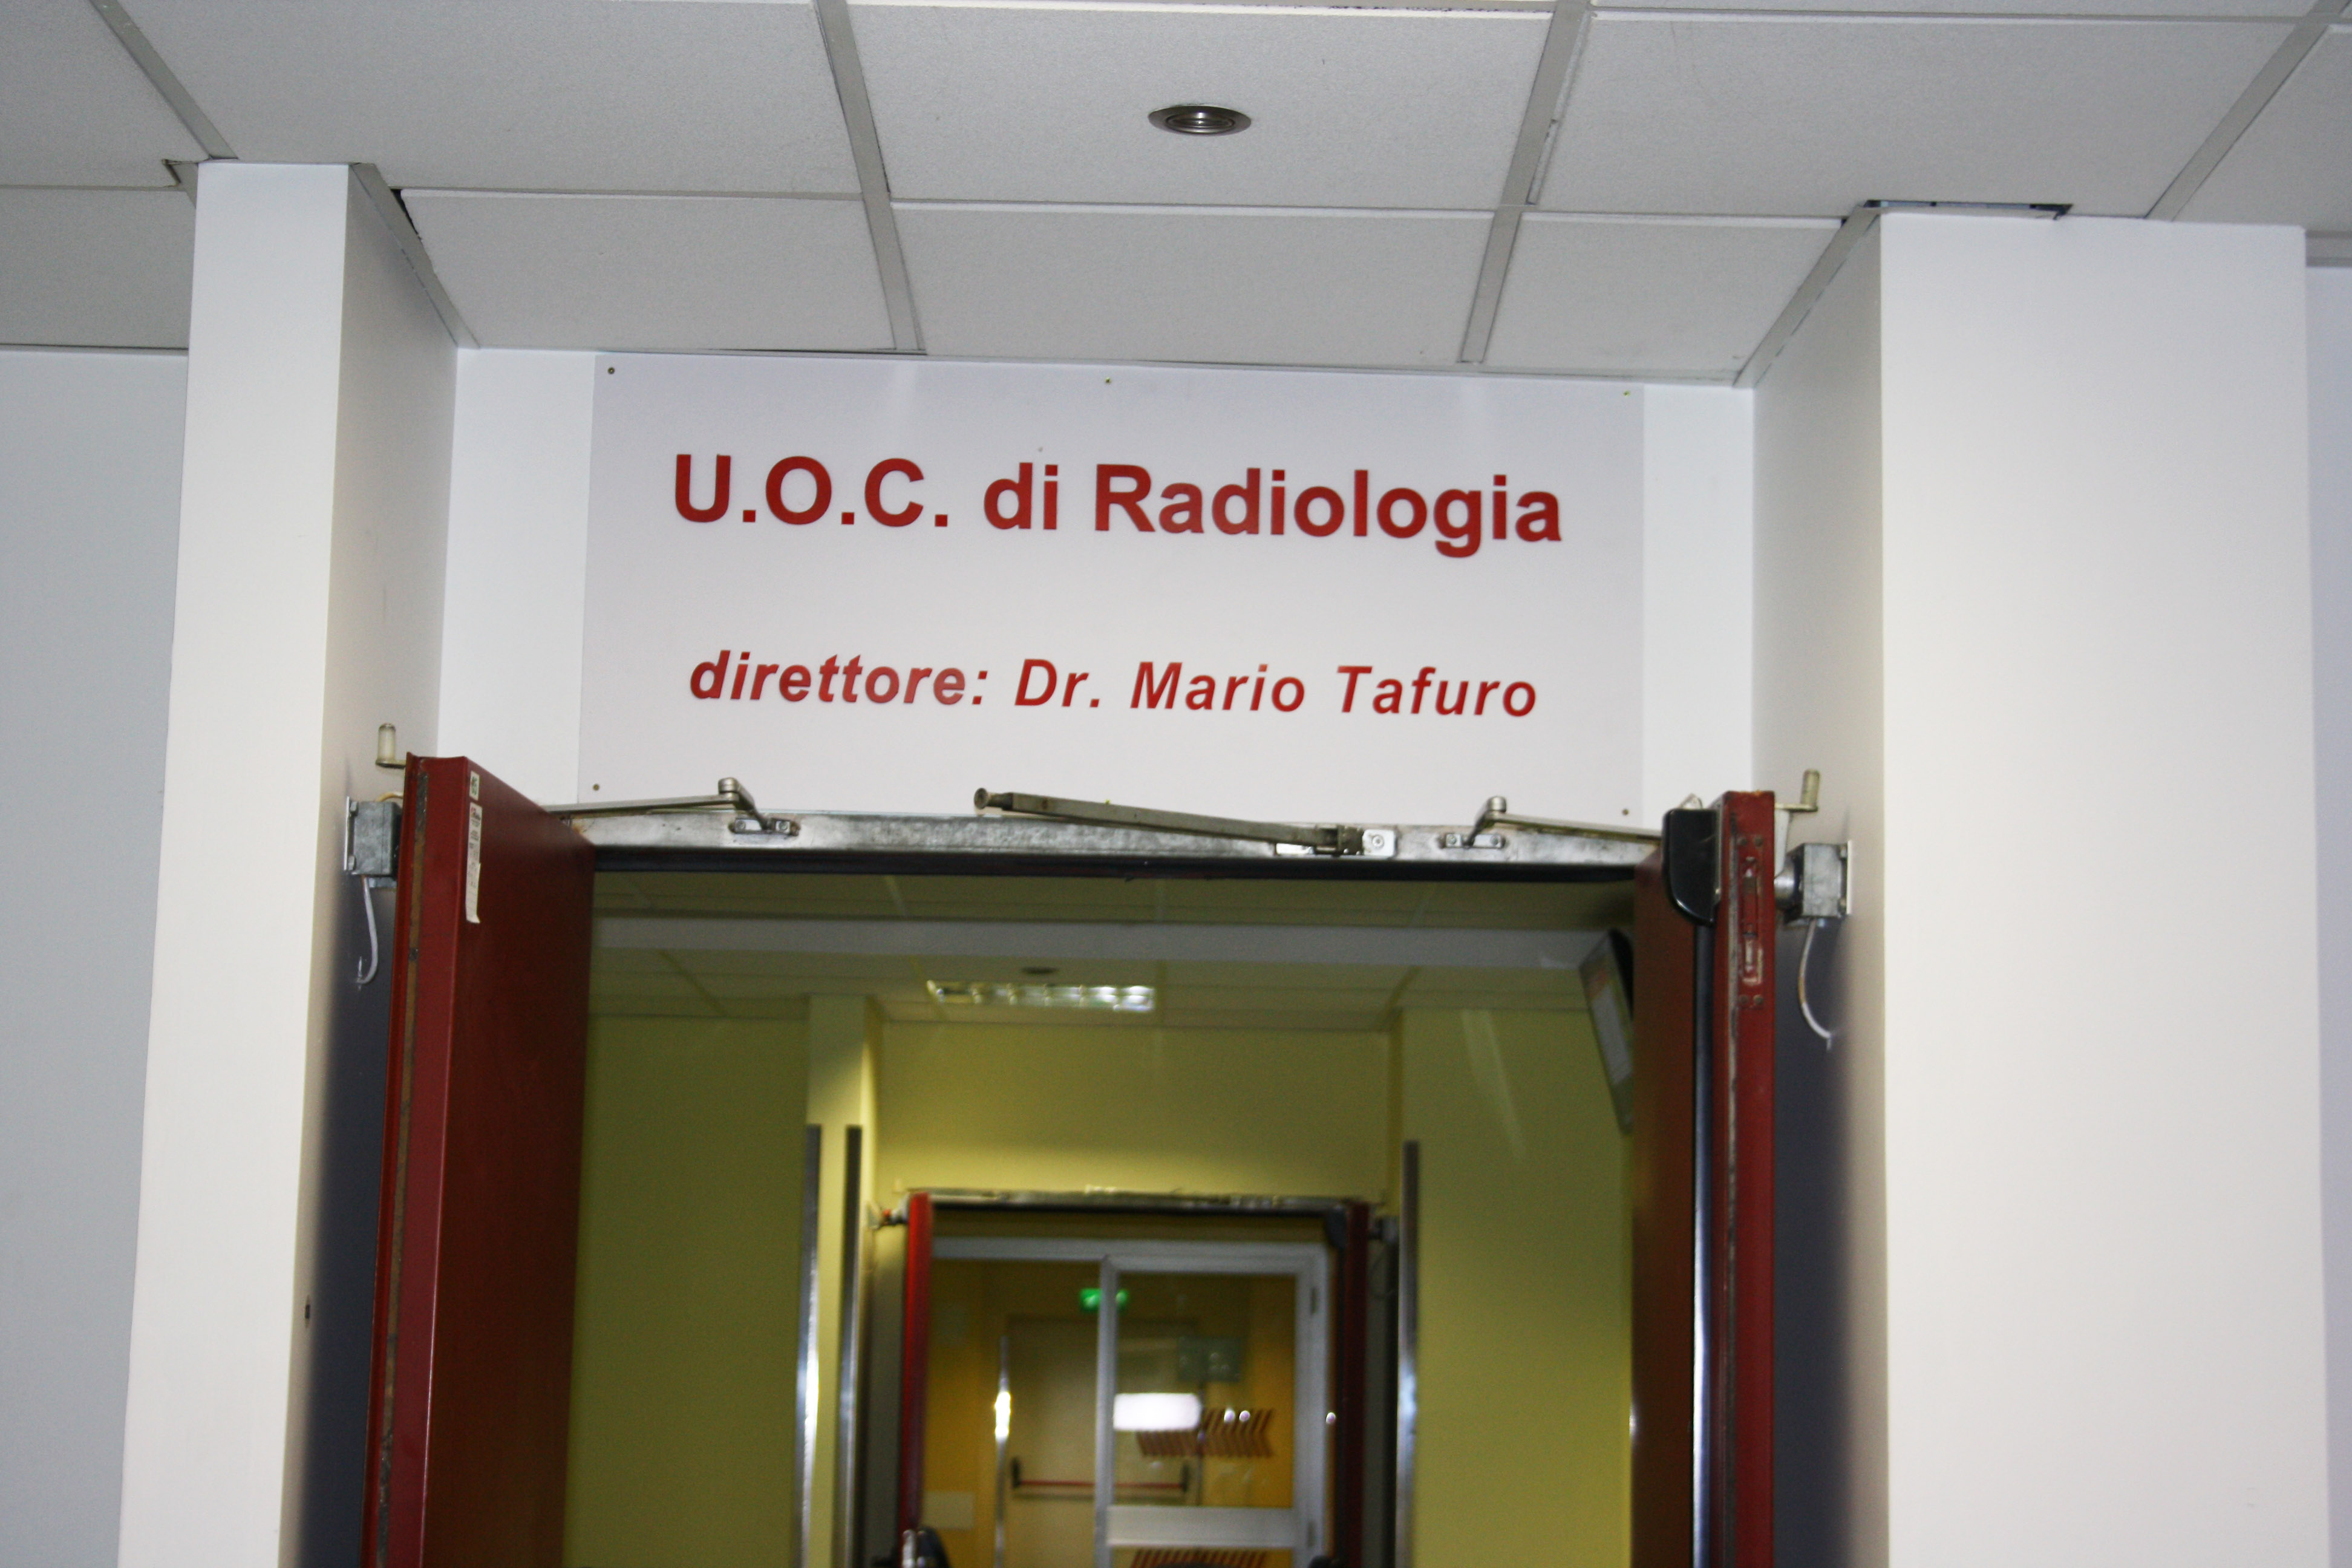 U.O.C. di Radiologia
direttore: Dr. Mario Tafuro